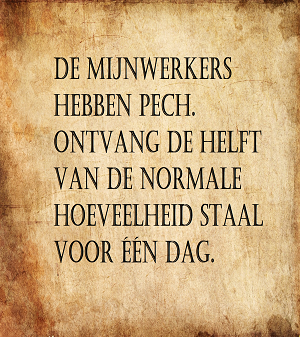 DE MIJNWERKERS
HEBBEN PECH.
ONTVANG DE HELFT
VAN DE NORMALE
HOEVEELHEID STAAL
VOOR ÉÉN DAG.